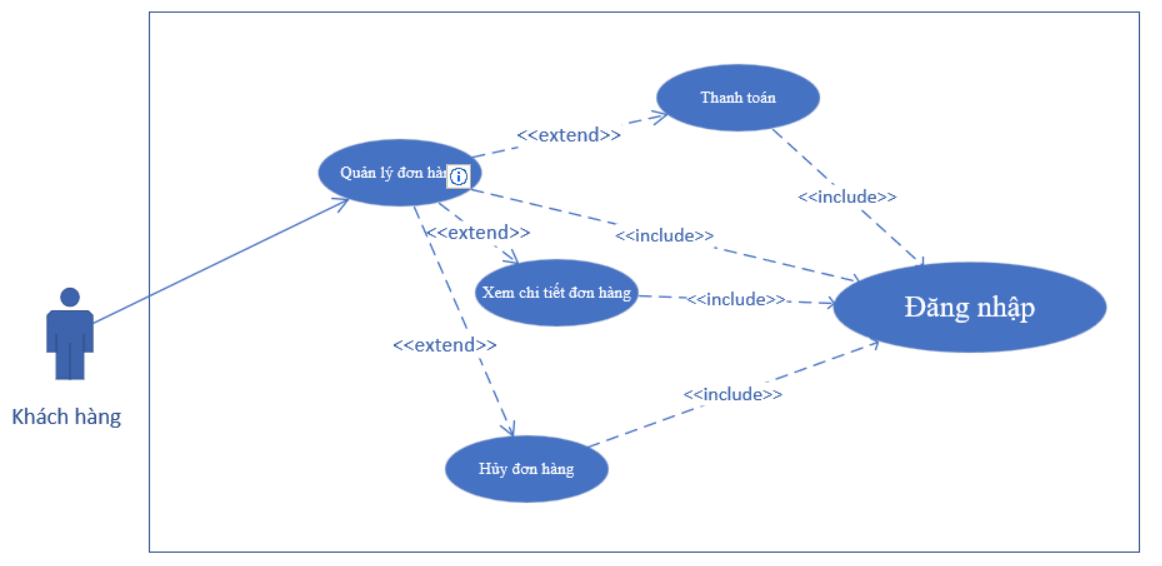 Thanh toán
<<extend>>
Quản lý đơn
<<include>>
<<extend>>
<<include>>
Xem chi tiết đơn hàng
<<include>>
Đăng nhập
<<extend>>
<<include>>
Khách hàng
Hủy đơn hàng